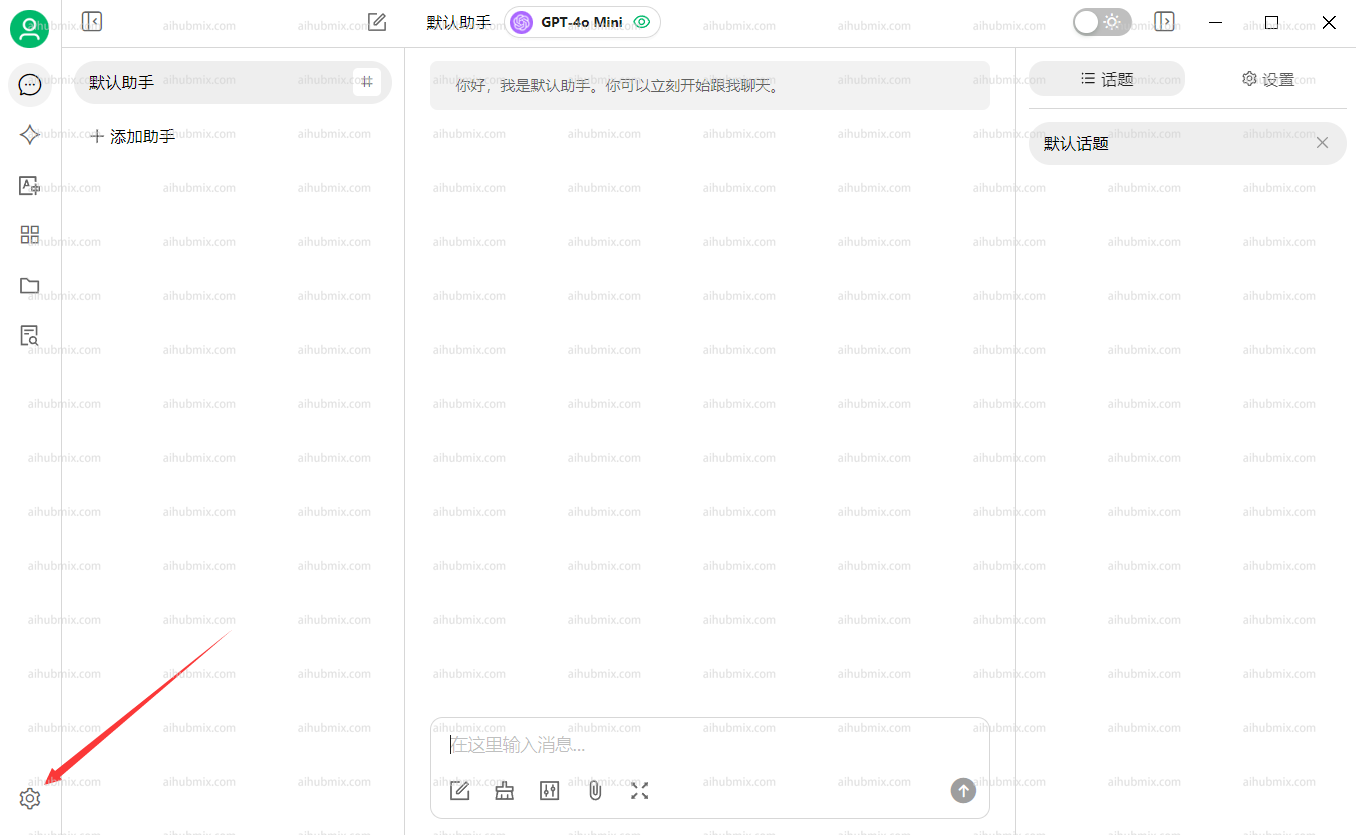 默认助手
GPT-4o Mini
默认助手
添加助手
你好，我是默认助手。你可以立刻开始跟我聊天。
话题
设置
默认话题
在这里输入消息...
aihubmix.com